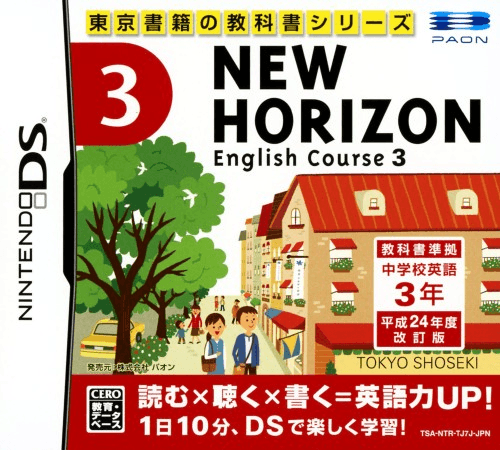 東京書籍の教科書シリーズ
PAON
3
NEW
HORIZON
English Course 3
NINTENDO DS
教科書準拠
中学校英語
3年
平成24年度
改訂版
TOKYO SHOSEKI
発売元:株式会社 パオン
CERO
教育・データベース
読む×聴く×書く=英語力UP!
1日10分、DSで楽しく学習!
TSA-NTR-TJ7J-JPN